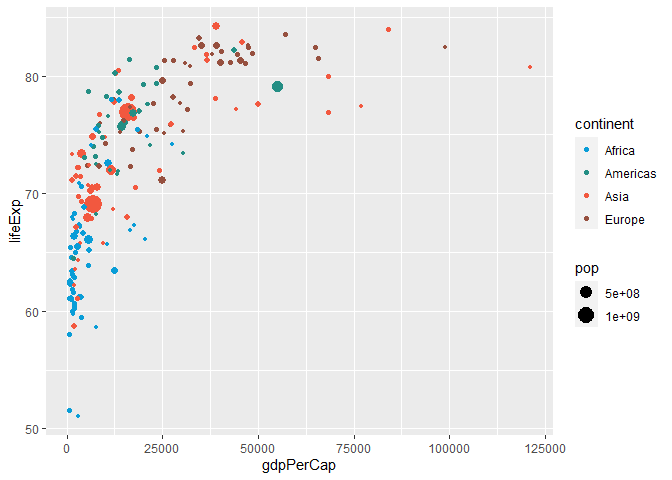 80
70
60
50
lifeExp
0
25000
50000
75000
100000
125000
gdpPerCap
continent
Africa
Americas
Asia
Europe
pop
5e+08
1e+09